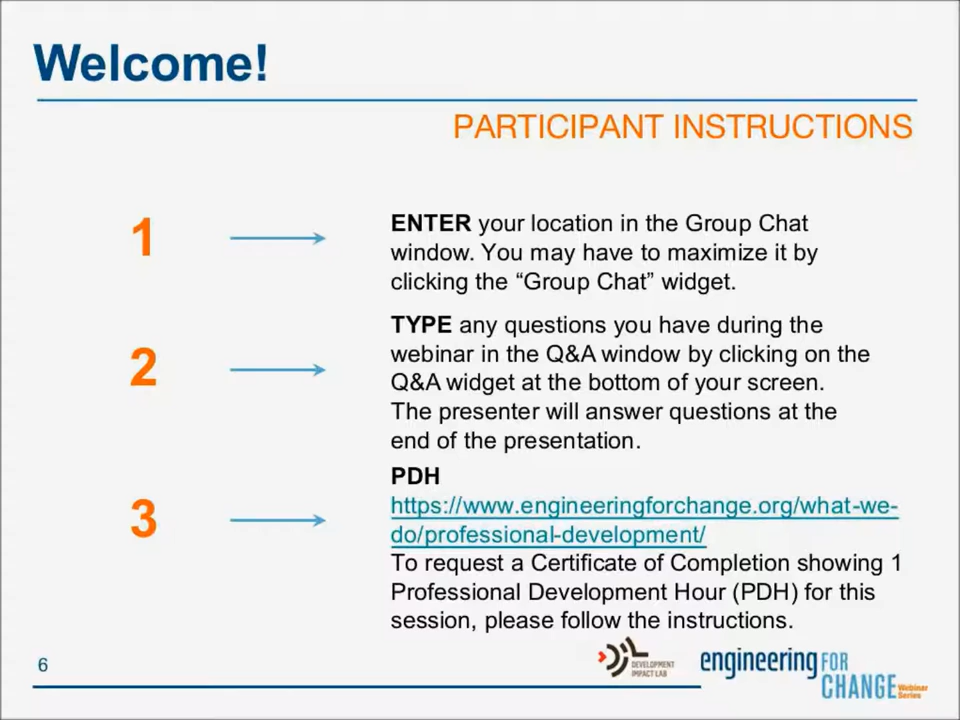 Welcome!
PARTICIPANT INSTRUCTIONS
1
ENTER your location in the Group Chat
window. You may have to maximize it by
clicking the “Group Chat” widget.
2
TYPE any questions you have during the
webinar in the Q&A window by clicking on the
Q&A widget at the bottom of your screen.
The presenter will answer questions at the
end of the presentation.
3
PDH
https://www.engineeringforchange.org/what-we-
do/professional-development/
To request a Certificate of Completion showing 1
Professional Development Hour (PDH) for this
session, please follow the instructions.
6
DEVELOPMENT
IMPACT LAB
engineering FOR
CHANGE Webinar
Series